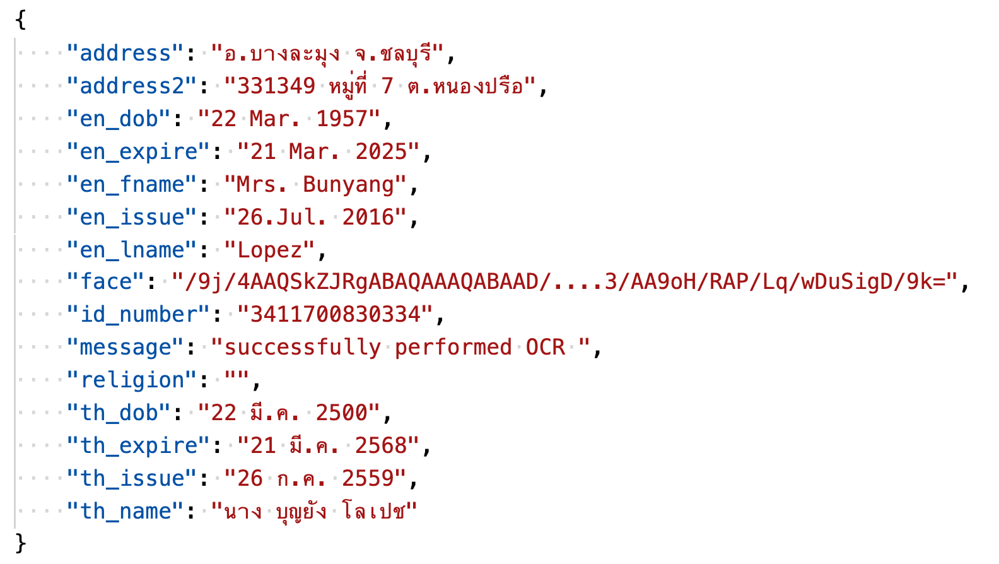 {
    "address": "อ.บางละมุง จ.ชลบุรี",
    "address2": "331349 หมู่ที่ 7 ต.หนองปรือ",
    "en_dob": "22 Mar. 1957",
    "en_expire": "21 Mar. 2025",
    "en_fname": "Mrs. Bunyang",
    "en_issue": "26.Jul. 2016",
    "en_lname": "Lopez",
    "face": "/9j/4AAQSkZJRgABAQAAAQABAAD/....3/AA9oH/RAP/Lq/wDuSigD/9k=",
    "id_number": "3411700830334",
    "message": "successfully performed OCR ",
    "religion": "",
    "th_dob": "22 มี.ค. 2500",
    "th_expire": "21 มี.ค. 2568",
    "th_issue": "26 ก.ค. 2559",
    "th_name": "นาง บุญยัง โลเปซ"
}